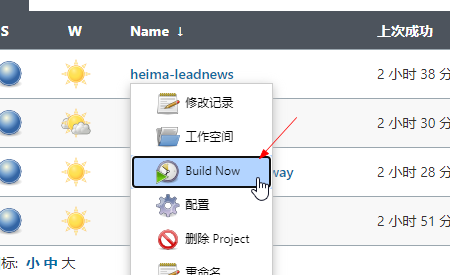 S W Name ↓ 上次成功
heima-leadnews 2 小时 38 分
修改记录
工作空间 2 小时 30 分
Build Now way 2 小时 28 分
配置
2 小时 51 分
删除 Project
标: 小 中 大
重命名